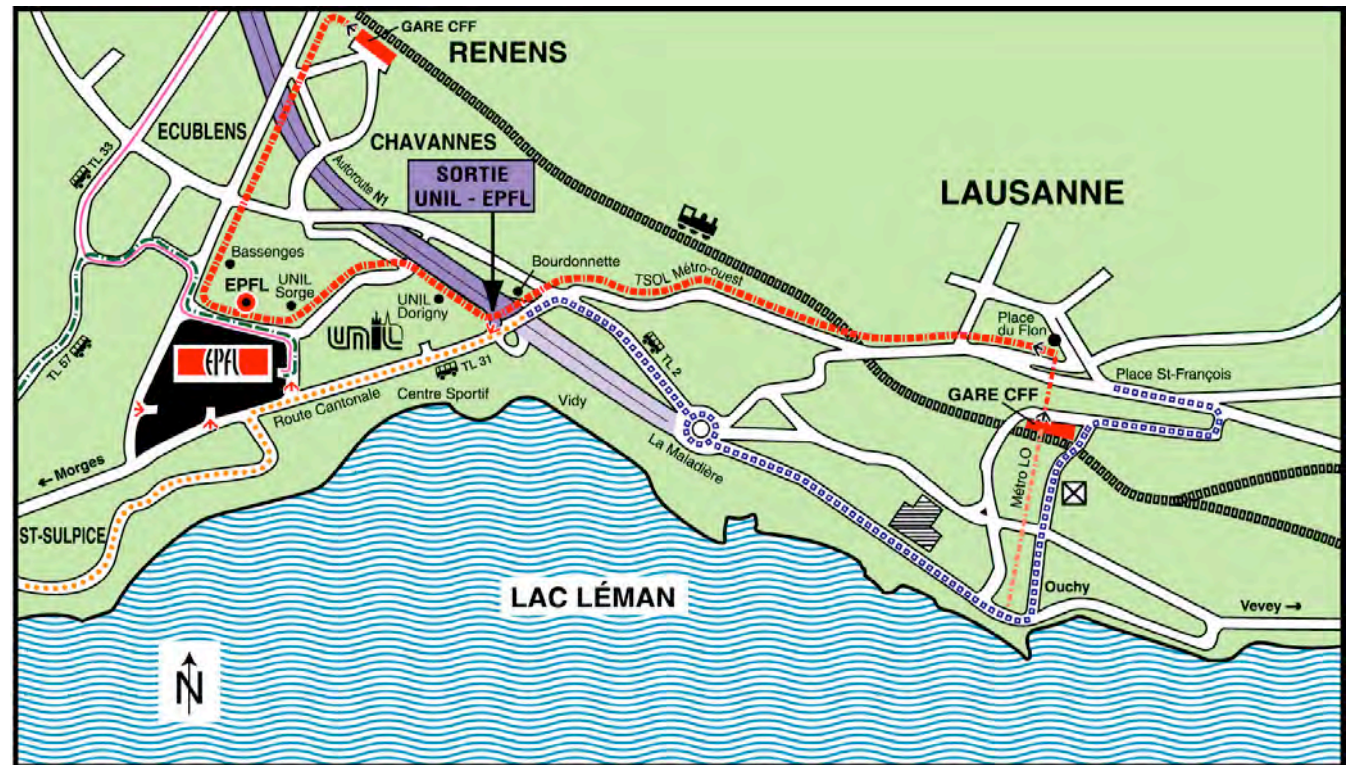 GARE CFF
RENENS
ECUBLENS
CHAVANNES
TL 33
Autoroute N1
SORTIE
UNIL - EPFL
LAUSANNE
Bassenges
EPFL
UNIL
Sorge
UNIL
Dorigny
Bourdonnette
TSOL Métro-ouest
Place
du Flon
TL 57
EPFL
unil
TL 31
TL 2
Place St-François
Route Cantonale
Centre Sportif
Vidy
GARE CFF
La Maladière
Métro LO
←Morges
ST-SULPICE
LAC LÉMAN
Ouchy
Vevey→
N